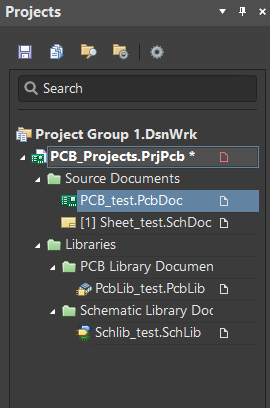 Projects
Search
Project Group 1.DsnWrk
PCB_Projects.PrjPcb *
Source Documents
PCB_test.PcbDoc
[1] Sheet_test.SchDoc
Libraries
PCB Library Documen
PcbLib_test.PcbLib
Schematic Library Doc
Schlib_test.SchLib